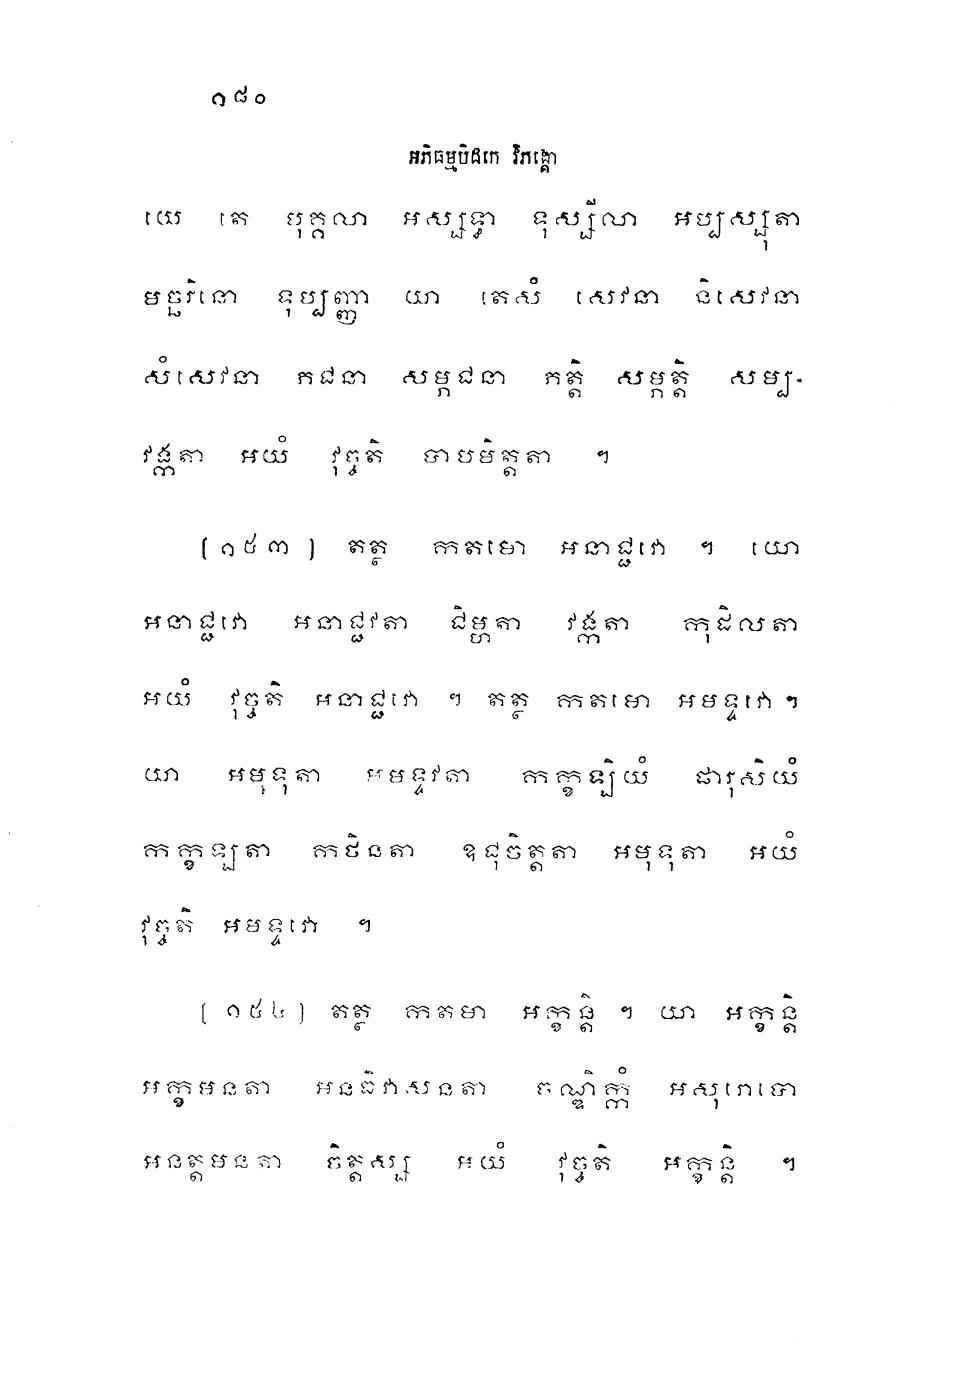 ១៨០
អភិធម្មបិដកេ វិភង្គោ
យេ តេ បុគ្គលា អស្សទ្ធា ទុស្សីលា អប្បស្សុតា
មច្ឆរិនោ ទុប្បញ្ញា យា តេសំ សេវនា និសេវនា
សំសេវនា ភជនា សម្ភជនា ភត្តិ សម្ភត្តិ សម្ប-
វង្កតា អយំ វុច្ចតិ បាបមិត្តតា ។
(១៥៣) តត្ថ កតមោ អនាជ្ជវោ ។ យោ
អនាជ្ជវោ អនាជ្ជវតា ជិម្ហតា វង្កតា កុដិលតា
អយំ វុច្ចតិ អនាជ្ជវោ ។ តត្ថ កតមោ អមទ្ទវោ ។
យា អមុទុតា អមទ្ទវតា កក្ខឡិយំ ផារុសិយំ
កក្ខឡតា កថិនតា ឧជុចិត្តតា អមុទុតា អយំ
វុច្ចតិ អមទ្ទវោ ។
(១៥៤) តត្ថ កតមា អក្ខន្តិ ។ យា អក្ខន្តិ
អក្ខមនតា អនធិវាសនតា ចណ្ឌិក្កំ អសុរោបោ
អនត្តមនតា ចិត្តស្ស អយំ វុច្ចតិ អក្ខន្តិ ។